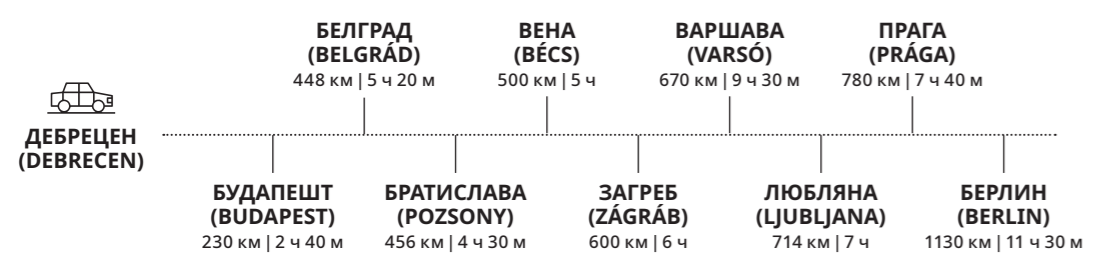 БЕЛГРАД
(BELGRÁD)
448 км | 5 ч 20 м
ВЕНА
(BÉCS)
500 км | 5 ч
ВАРШАВА
(VARSÓ)
670 км | 9 ч 30 м
ПРАГА
(PRÁGA)
780 км | 7 ч 40 м
ДЕБРЕЦЕН
(DEBRECEN)
БУДАПЕШТ
(BUDAPEST)
230 км | 2 ч 40 м
БРАТИСЛАВА
(POZSONY)
456 км | 4 ч 30 м
ЗАГРЕБ
(ZÁGRÁB)
600 км | 6 ч
ЛЮБЛЯНА
(LJUBLJANA)
714 км | 7 ч
БЕРЛИН
(BERLIN)
1130 км | 11 ч 30 м